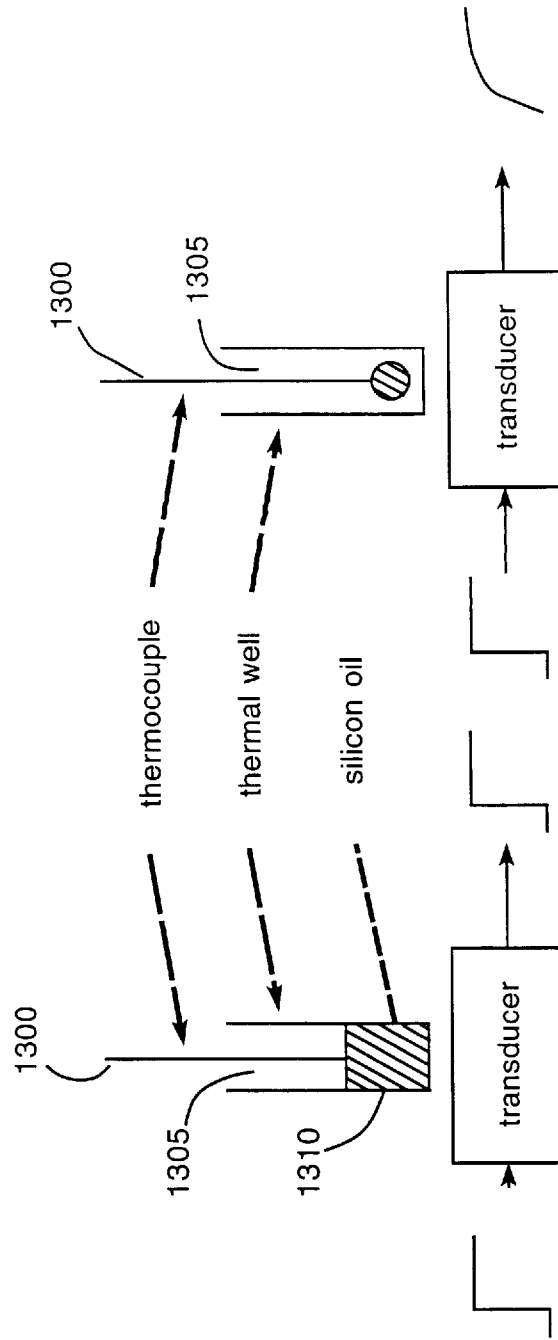 1300
1305
1310
transducer
thermocouple
thermal well
silicon oil
1300
1305
transducer